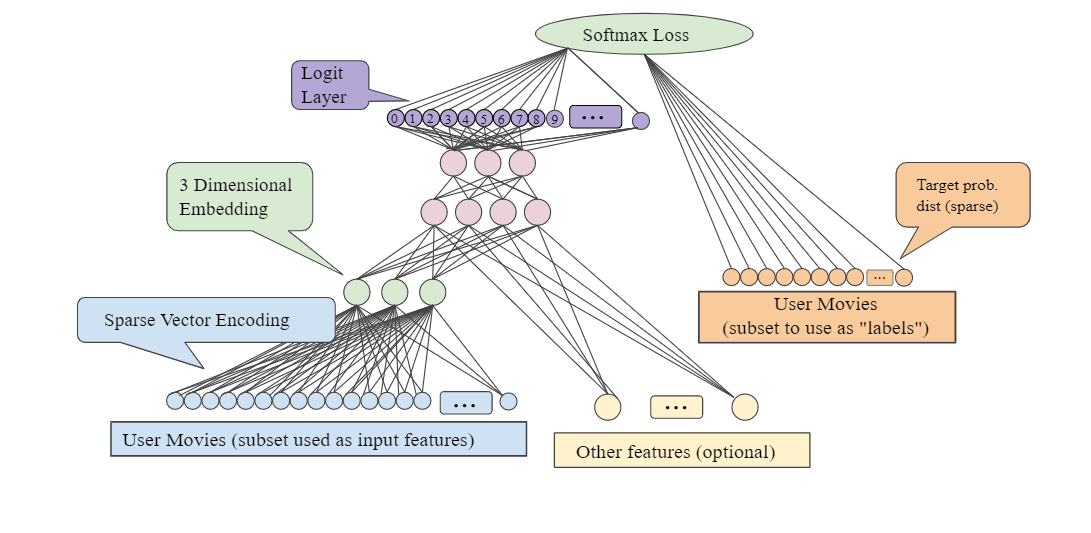 Softmax Loss
Logit
Layer
0 1 2 3 4 5 6 7 8 9 ...
3 Dimensional
Embedding
Target prob.
dist (sparse)
...
User Movies
(subset to use as "labels")
Sparse Vector Encoding
...
...
User Movies (subset used as input features)
Other features (optional)